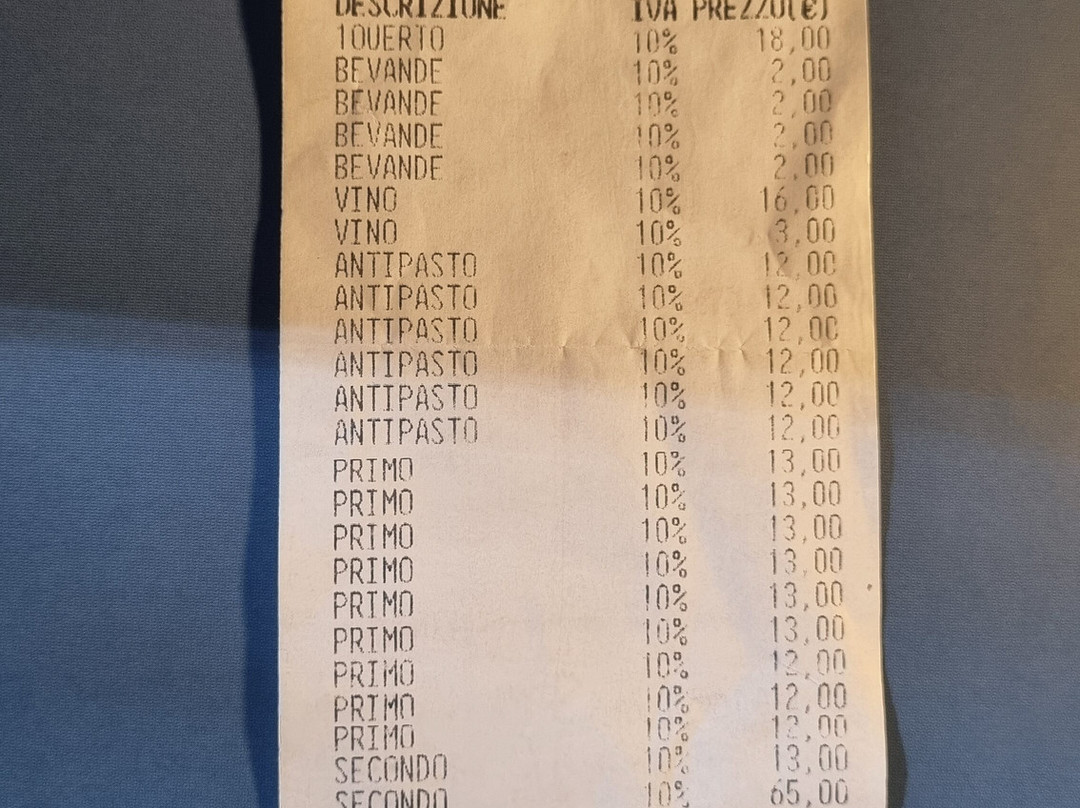 DESCRIZIONE IVA PREZZO(€)
1OUERTO 10% 18,00
BEVANDE 10% 2,00
BEVANDE 10% 2,00
BEVANDE 10% 2,00
BEVANDE 10% 2,00
VINO 10% 16,00
VINO 10% 3,00
ANTIPASTO 10% 12,00
ANTIPASTO 10% 12,00
ANTIPASTO 10% 12,00
ANTIPASTO 10% 12,00
ANTIPASTO 10% 12,00
ANTIPASTO 10% 12,00
PRIMO 10% 13,00
PRIMO 10% 13,00
PRIMO 10% 13,00
PRIMO 10% 13,00
PRIMO 10% 13,00
PRIMO 10% 13,00
PRIMO 10% 12,00
PRIMO 10% 12,00
PRIMO 10% 12,00
SECONDO 10% 13,00
SECONDO 10% 65,00